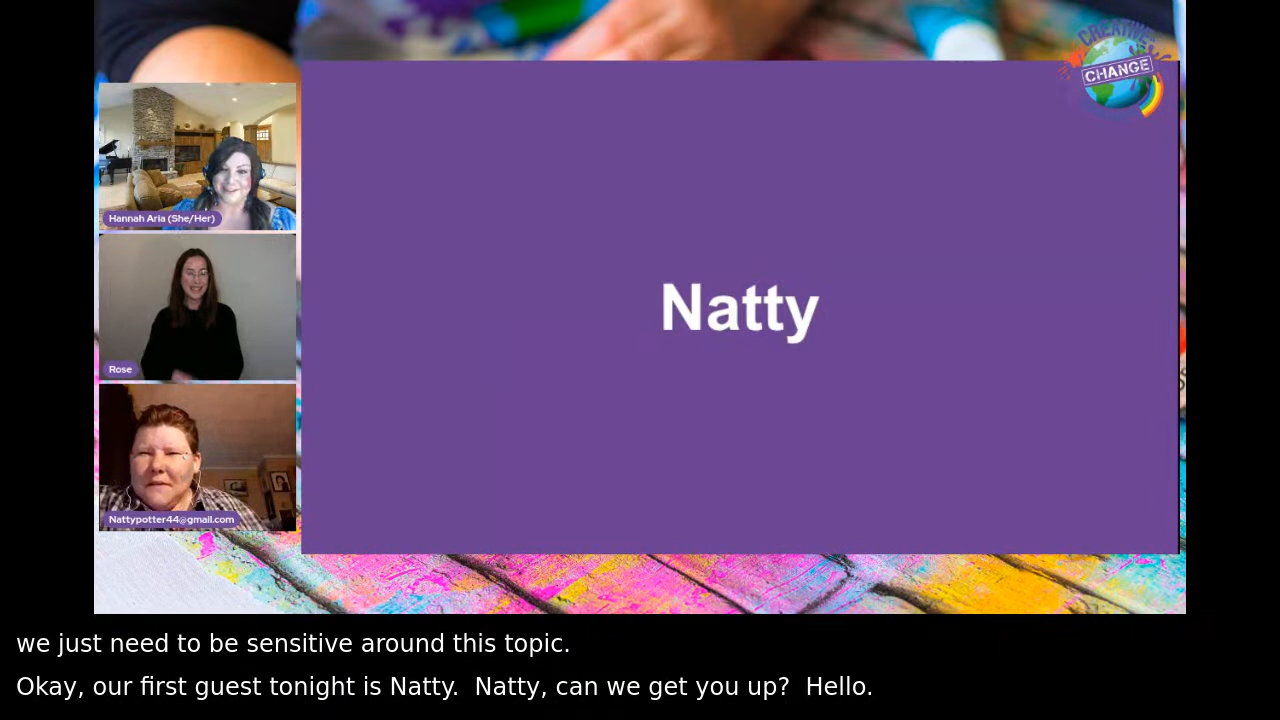 CREATIVE
CHANGE
Hannah Aria (She/Her)
Natty
Rose
Nattypotter44@gmail.com
we just need to be sensitive around this topic.
Okay, our first guest tonight is Natty.  Natty, can we get you up?  Hello.